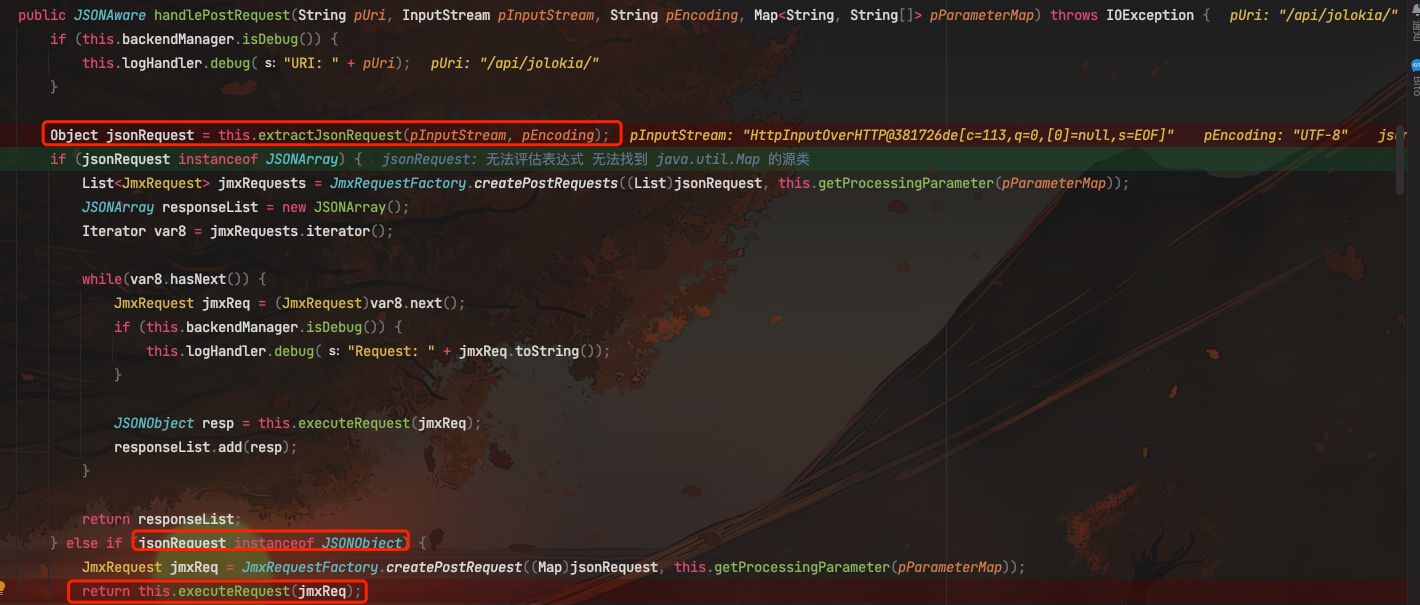 public JSONAware handlePostRequest(String pUri, InputStream pInputStream, String pEncoding, Map<String, String[]> pParameterMap) throws IOException {   pUri: "/api/jolokia/"
    if (this.backendManager.isDebug()) {
        this.logHandler.debug( s: "URI: " + pUri);   pUri: "/api/jolokia/"
    }
    Object jsonRequest = this.extractJsonRequest(pInputStream, pEncoding);   pInputStream: "HttpInputOverHTTP@381726de[c=113,q=0,[0]=null,s=EOF]"   pEncoding: "UTF-8"
    if (jsonRequest instanceof JSONArray) {   jsonRequest: 无法评估表达式 无法找到 java.util.Map 的源类
        List<JmxRequest> jmxRequests = JmxRequestFactory.createPostRequests((List)jsonRequest, this.getProcessingParameter(pParameterMap));
        JSONArray responseList = new JSONArray();
        Iterator var8 = jmxRequests.iterator();
        while(var8.hasNext()) {
            JmxRequest jmxReq = (JmxRequest)var8.next();
            if (this.backendManager.isDebug()) {
                this.logHandler.debug( s: "Request: " + jmxReq.toString());
            }
            JSONObject resp = this.executeRequest(jmxReq);
            responseList.add(resp);
        }
        return responseList;
    } else if (jsonRequest instanceof JSONObject) {
        JmxRequest jmxReq = JmxRequestFactory.createPostRequest((Map)jsonRequest, this.getProcessingParameter(pParameterMap));
        return this.executeRequest(jmxReq);